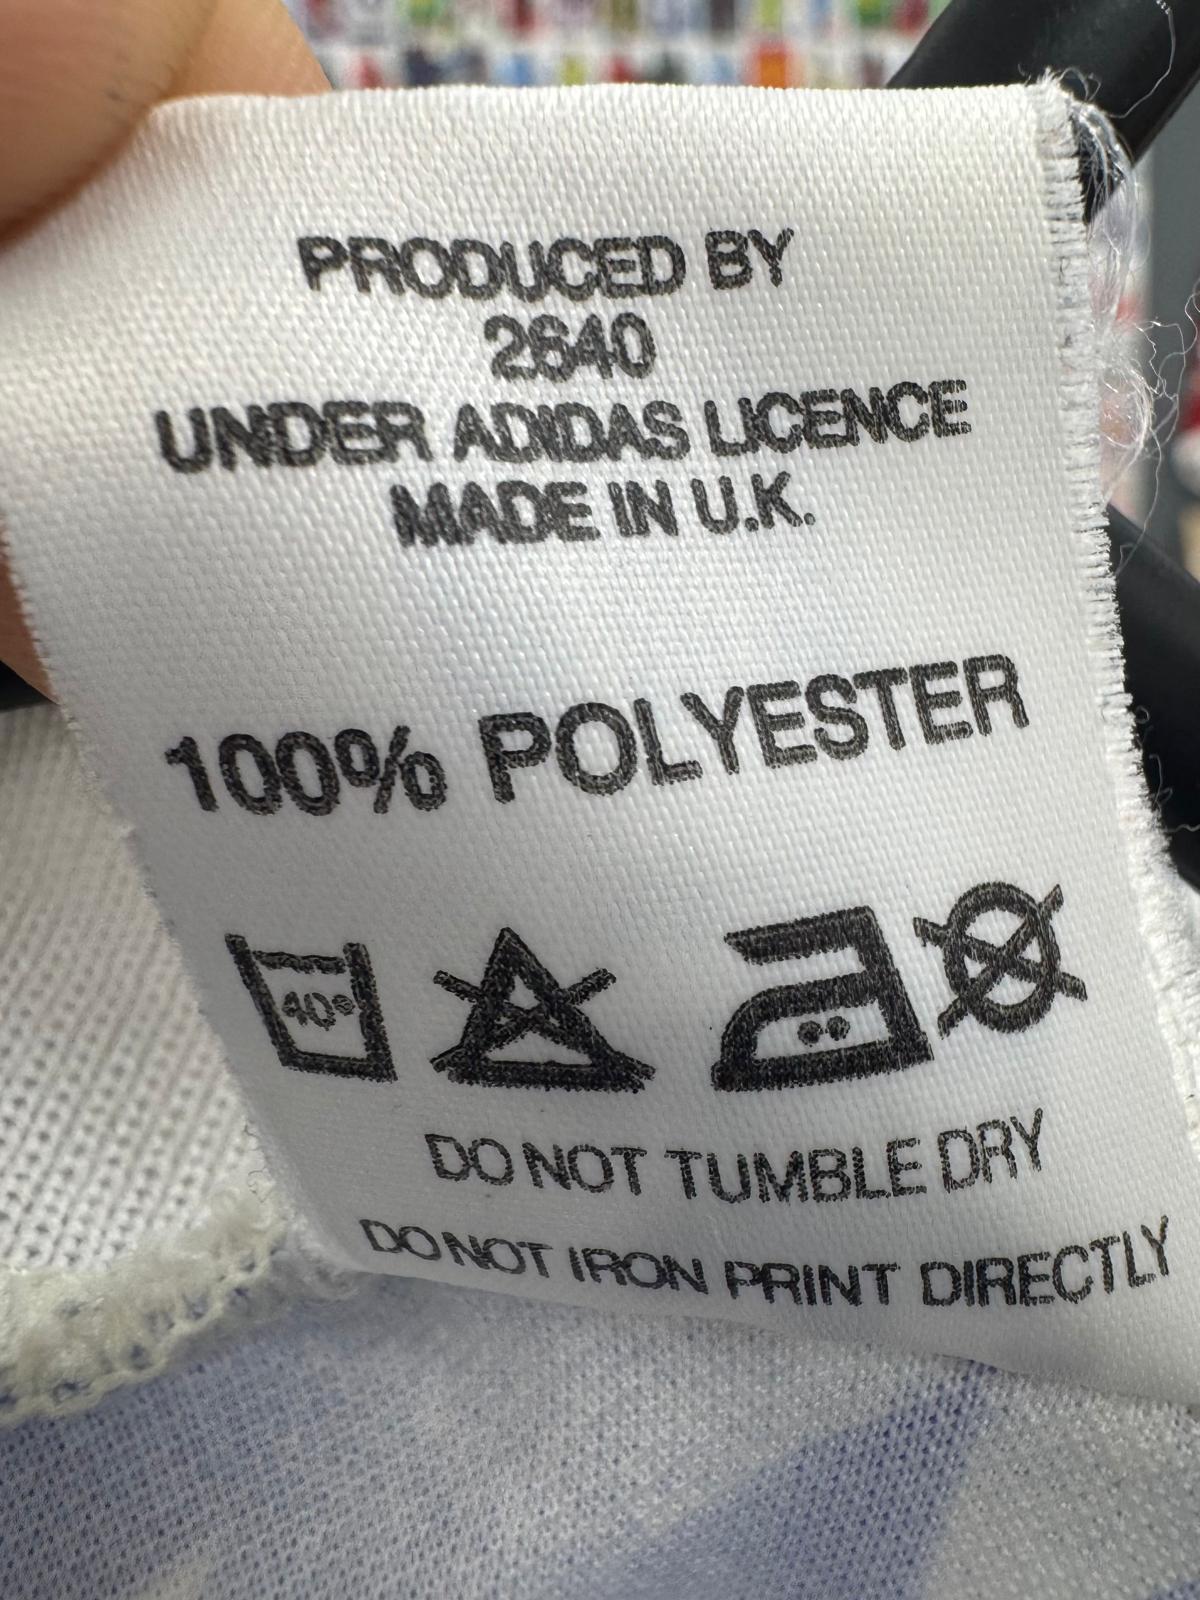 PRODUCED BY
2640
UNDER ADIDAS LICENCE
MADE IN U.K.
100% POLYESTER
40°
DO NOT TUMBLE DRY
DO NOT IRON PRINT DIRECTLY